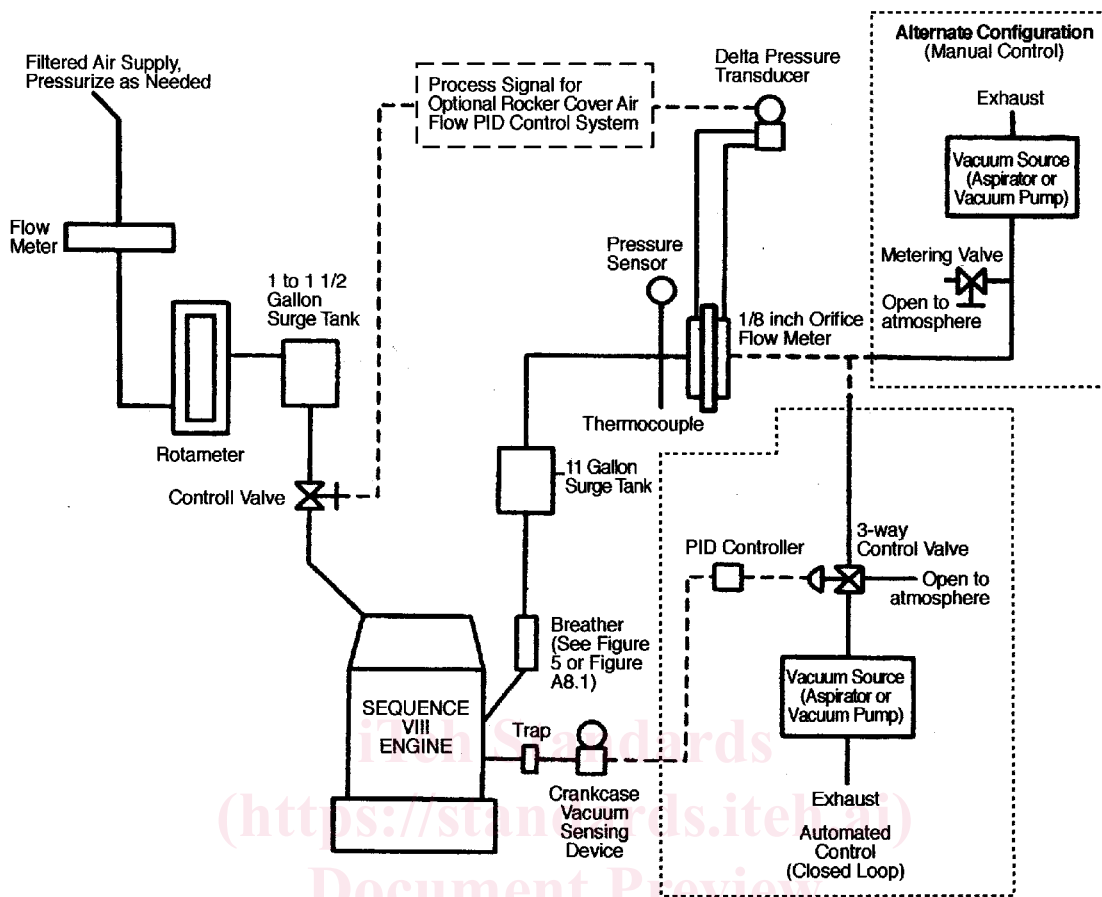 Alternate Configuration
(Manual Control)
Exhaust
Vacuum Source
(Aspirator or
Vacuum Pump)
Metering Valve
Open to
atmosphere
Filtered Air Supply,
Pressurize as Needed
Process Signal for
Optional Rocker Cover Air
Flow PID Control System
Delta Pressure
Transducer
Flow
Meter
1 to 1 1/2
Gallon
Surge Tank
Pressure
Sensor
1/8 inch Orifice
Flow Meter
Rotameter
Thermocouple
Controll Valve
11 Gallon
Surge Tank
PID Controller
3-way
Control Valve
Open to
atmosphere
Breather
(See Figure
5 or Figure
A8.1)
Vacuum Source
(Aspirator or
Vacuum Pump)
SEQUENCE
VIII
ENGINE
Trap
Crankcase
Vacuum
Sensing
Device
Exhaust
Automated
Control
(Closed Loop)
iTeh Standards
(https://standards.iteh.ai)
Document Preview